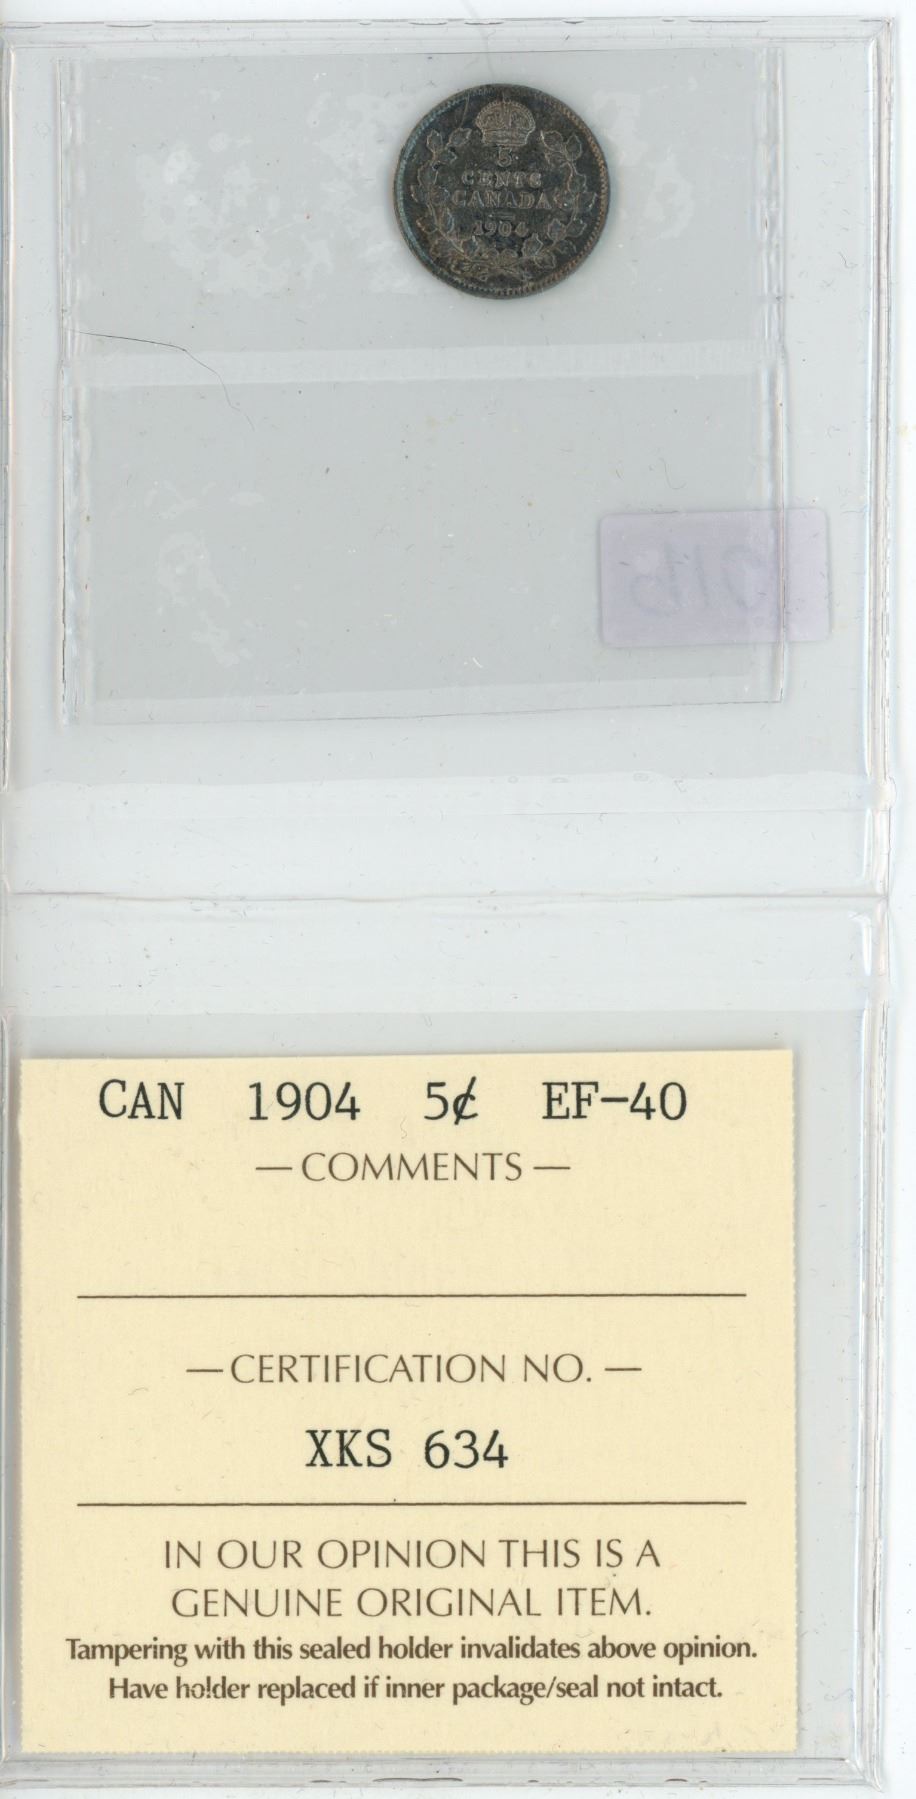 5
CENTS
CANADA
1904
CAN 1904 5¢ EF-40
—COMMENTS—
—CERTIFICATION NO.—
XKS 634
IN OUR OPINION THIS IS A
GENUINE ORIGINAL ITEM.
Tampering with this sealed holder invalidates above opinion.
Have holder replaced if inner package/seal not intact.